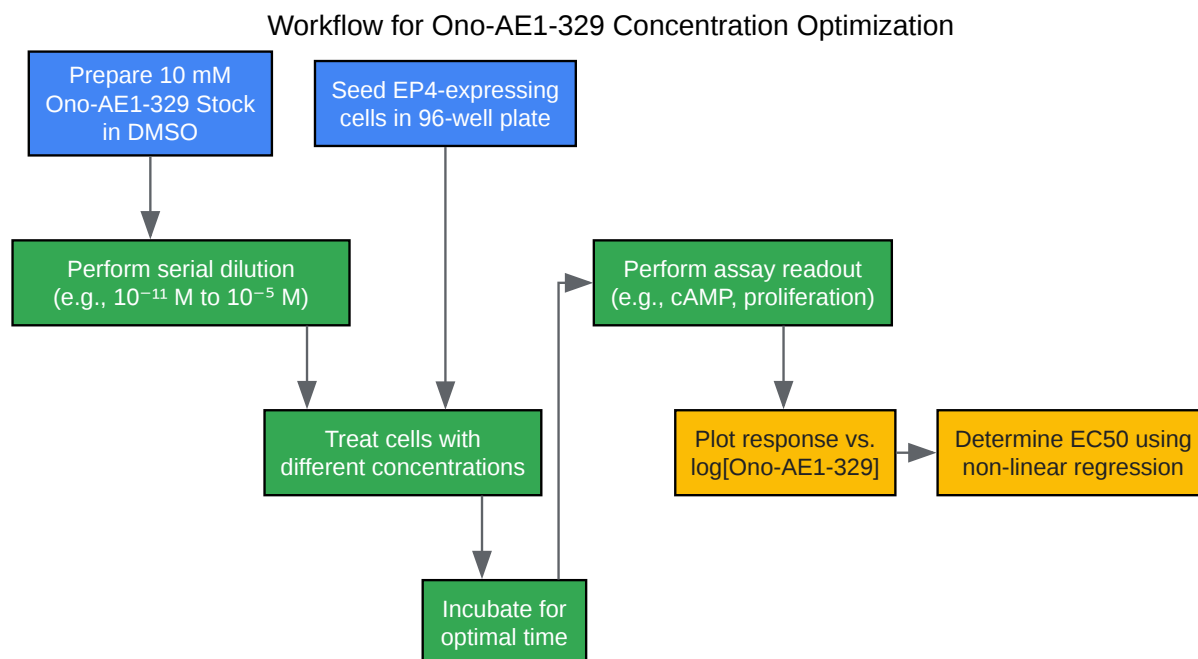 Workflow for Ono-AE1-329 Concentration Optimization
Prepare 10 mM
Ono-AE1-329 Stock
in DMSO
Seed EP4-expressing
cells in 96-well plate
Perform serial dilution
(e.g., 10⁻¹¹ M to 10⁻⁵ M)
Perform assay readout
(e.g., cAMP, proliferation)
Treat cells with
different concentrations
Plot response vs.
log[Ono-AE1-329]
Determine EC50 using
non-linear regression
Incubate for
optimal time